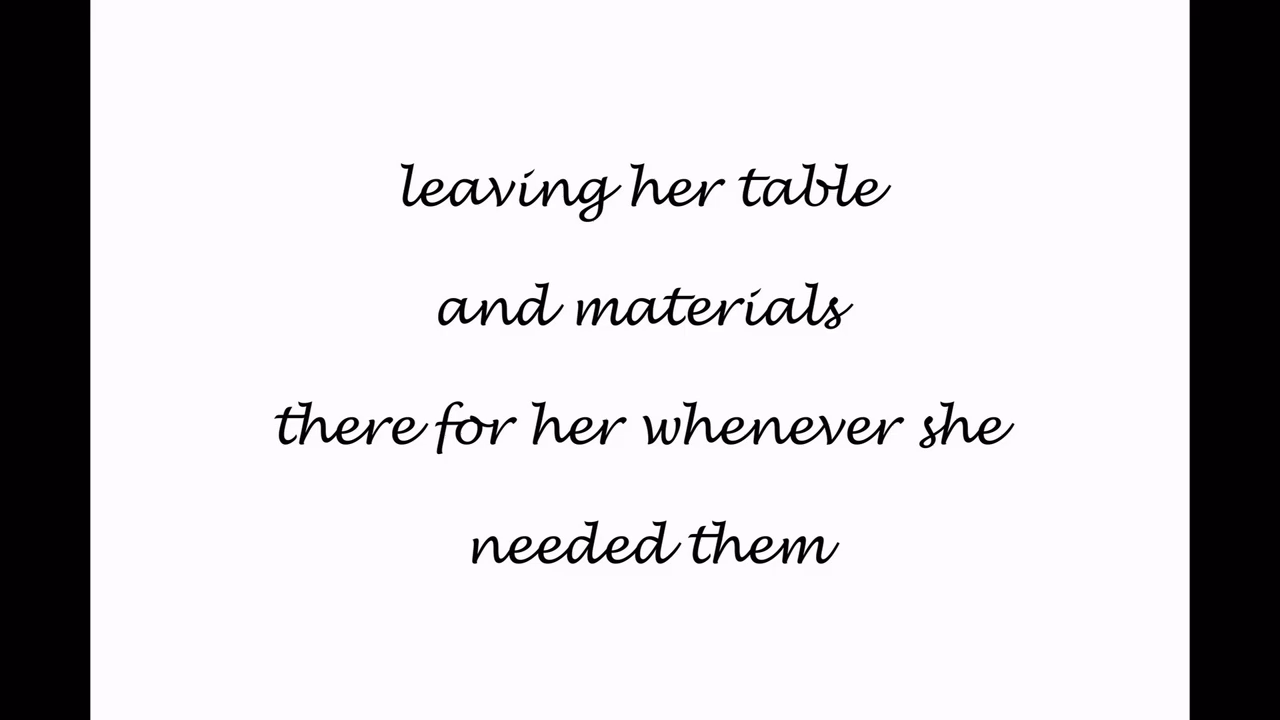 leaving her table
and materials
there for her whenever she
needed them